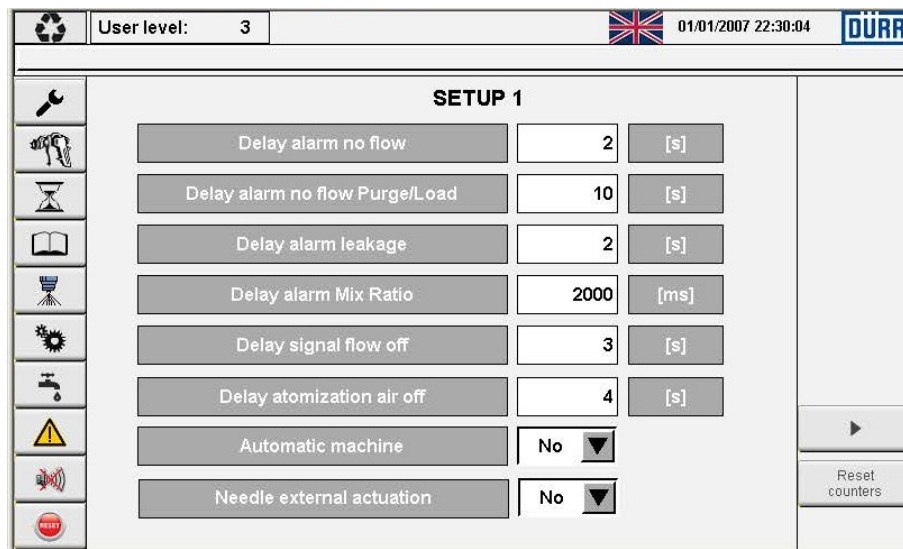 User level: 3 01/01/2007 22:30:04 DÜRR
SETUP 1
Delay alarm no flow 2 [s]
Delay alarm no flow Purge/Load 10 [s]
Delay alarm leakage 2 [s]
Delay alarm Mix Ratio 2000 [ms]
Delay signal flow off 3 [s]
Delay atomization air off 4 [s]
Automatic machine No
Needle external actuation No
Reset
counters
RESET